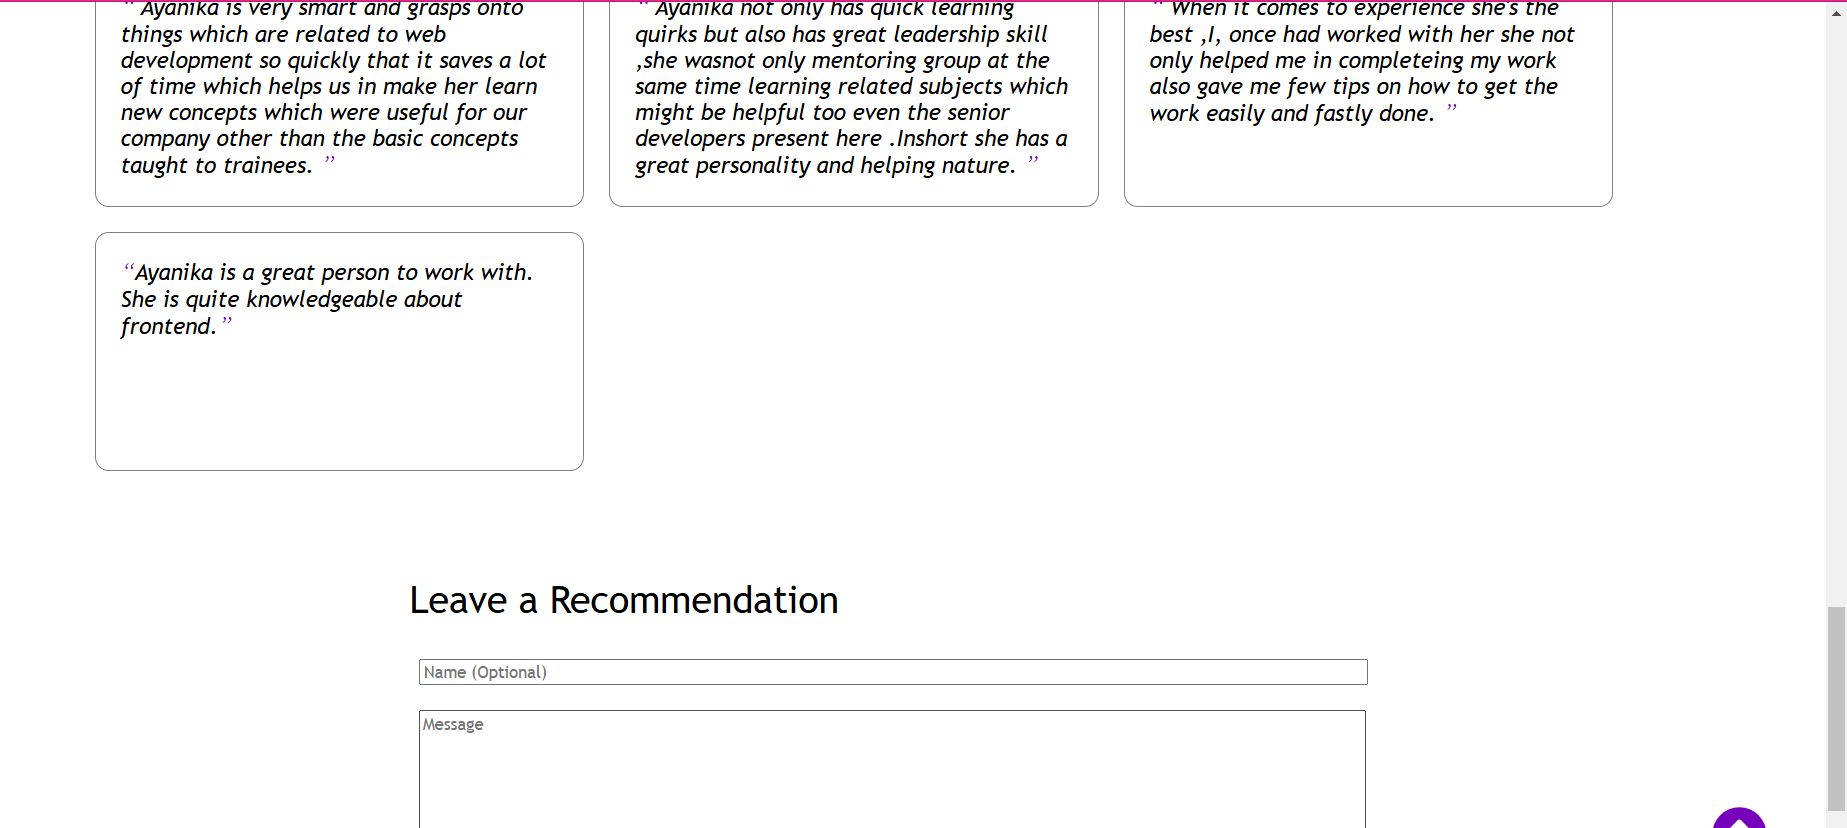 “ Ayanika is very smart and grasps onto
things which are related to web
development so quickly that it saves a lot
of time which helps us in make her learn
new concepts which were useful for our
company other than the basic concepts
taught to trainees. ”
“ Ayanika not only has quick learning
quirks but also has great leadership skill
,she wasnot only mentoring group at the
same time learning related subjects which
might be helpful too even the senior
developers present here .Inshort she has a
great personality and helping nature. ”
“ When it comes to experience she's the
best ,I, once had worked with her she not
only helped me in completeing my work
also gave me few tips on how to get the
work easily and fastly done. ”
“Ayanika is a great person to work with.
She is quite knowledgeable about
frontend.”
Leave a Recommendation
Name (Optional)
Message